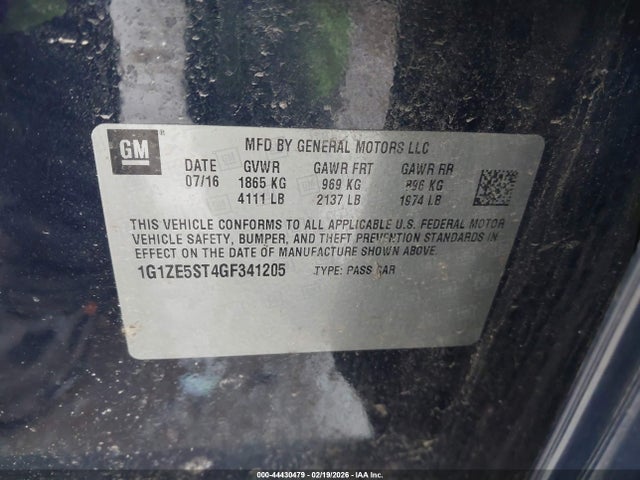 GM
®
MFD BY GENERAL MOTORS LLC
DATE GVWR GAWR FRT GAWR RR
07/16 1865 KG 969 KG 896 KG
4111 LB 2137 LB 1974 LB
THIS VEHICLE CONFORMS TO ALL APPLICABLE U.S. FEDERAL MOTOR
VEHICLE SAFETY, BUMPER, AND THEFT PREVENTION STANDARDS IN
EFFECT ON THE DATE OF MANUFACTURE SHOWN ABOVE.
1G1ZE5ST4GF341205 TYPE: PASS CAR
000-44430479 | 02/19/2026 - IAAI.com